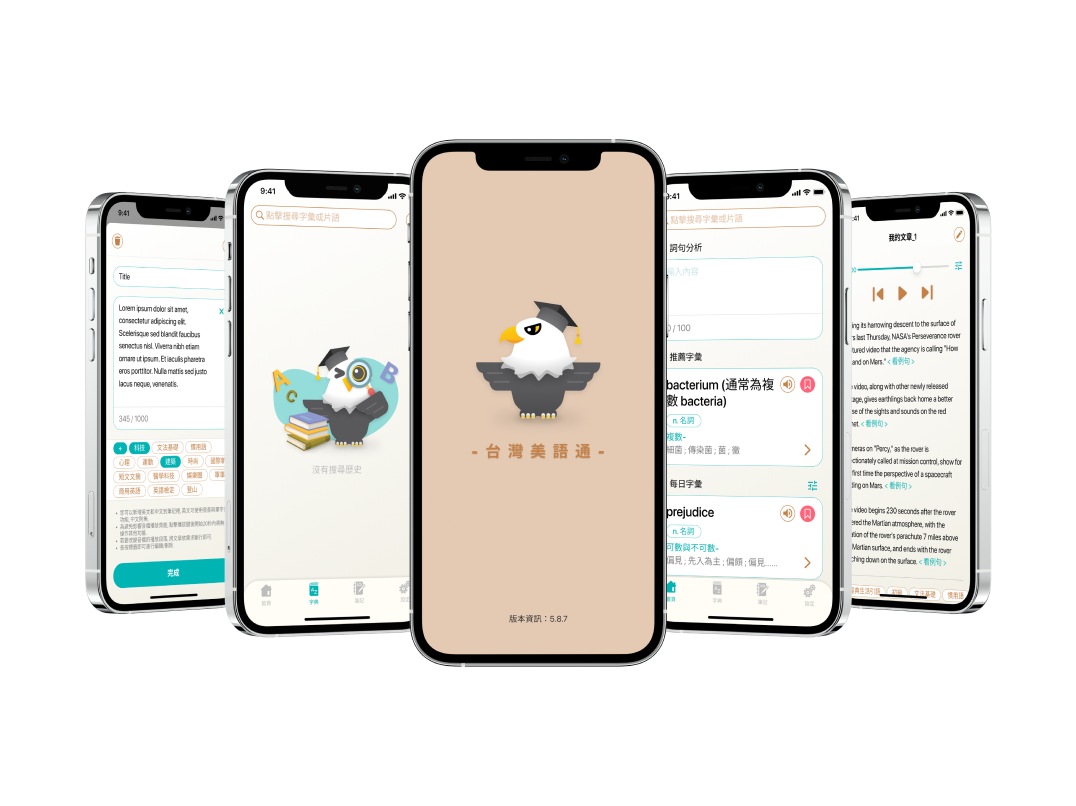 9:41
Title
Lorem ipsum dolor sit amet,
consectetur adipiscing elit,
Scelerisque sed blandit faucibus
senectus nisl. Viverra nibh etiam
ornare ut ipsum. Et iaculis pharetra
eros porttitor. Nulla mattis sed justo
lacus neque, venenatis.
x
345 / 1000
+ 科技 文法基礎 慣用語
心理 運動 建築 時尚 國際
短文文摘 醫學科技 娛樂圈
商用美語 英語檢定 登山
完成
9:41
點擊搜尋字彙或片語
A
B
C
沒有搜尋歷史
首頁 字典 筆記
- 台灣美語通 -
版本資訊：5.8.7
9:41
點擊搜尋字彙或片語
詞句分析
輸入內容
/ 100
推薦字彙
bacterium (通常為複
數 bacteria)
n. 名詞
複數-
細菌 ; 傳染菌 ; 菌 ; 黴
每日字彙
prejudice
n. 名詞
可數與不可數-
偏見 ; 先入為主 ; 偏頗 ; 偏見......
首頁 字典 筆記 設定
9:41
我的文章_1
ing its harrowing descent to the surface of
s last Thursday, NASA's Perseverance rover
tured video that the agency is calling "How
and on Mars." < 看例句 >
video, along with other newly released
tage, gives earthlings back home a better
se of the sights and sounds on the red
net. < 看例句 >
meras on "Percy," as the rover is
ectionately called at mission control, show for
first time the perspective of a spacecraft
ing on Mars. < 看例句 >
video begins 230 seconds after the rover
ered the Martian atmosphere, with the
ation of the rover's parachute 7 miles above
Martian surface, and ends with the rover
ching down on the surface. < 看例句 >
文法基礎 慣用語